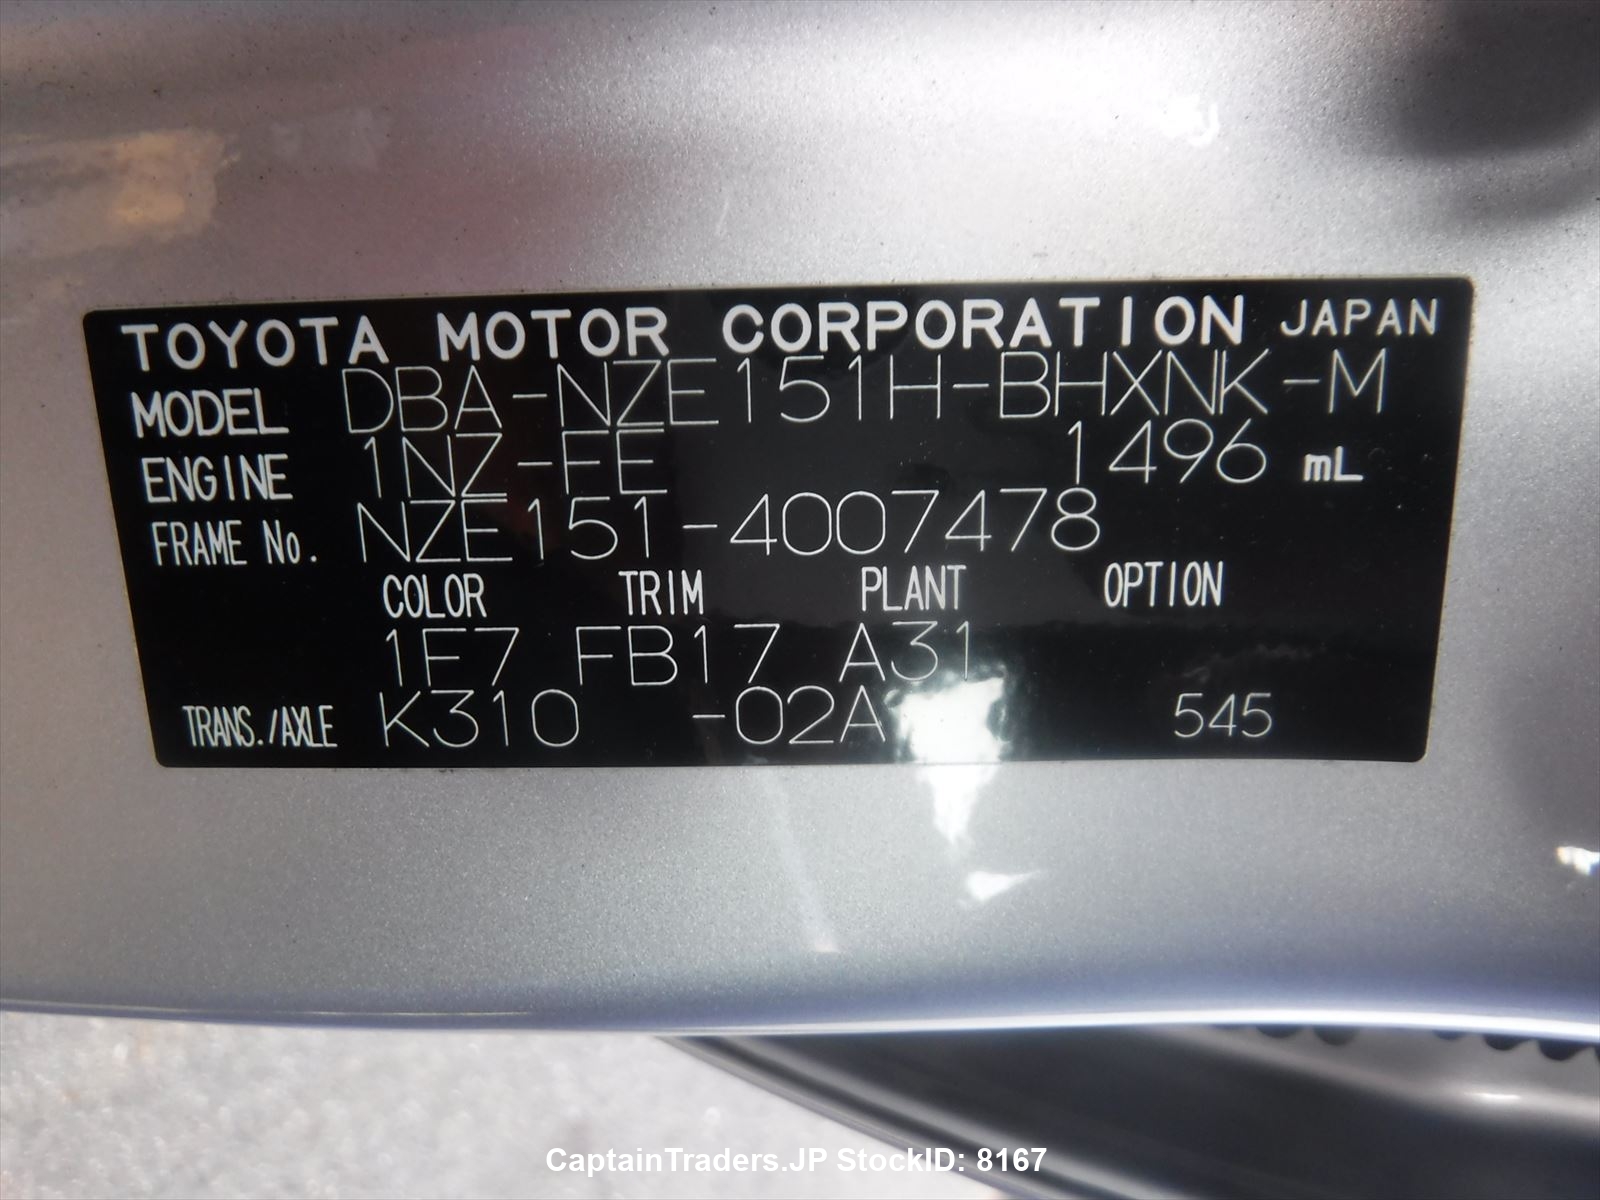 TOYOTA MOTOR CORPORATION JAPAN
MODEL DBA-NZE151H-BHXNK-M
ENGINE 1NZ-FE 1496 mL
FRAME No. NZE151-4007478
COLOR TRIM PLANT OPTION
1E7 FB17 A31
TRANS./AXLE K310 -02A 545
CaptainTraders.JP StockID: 8167